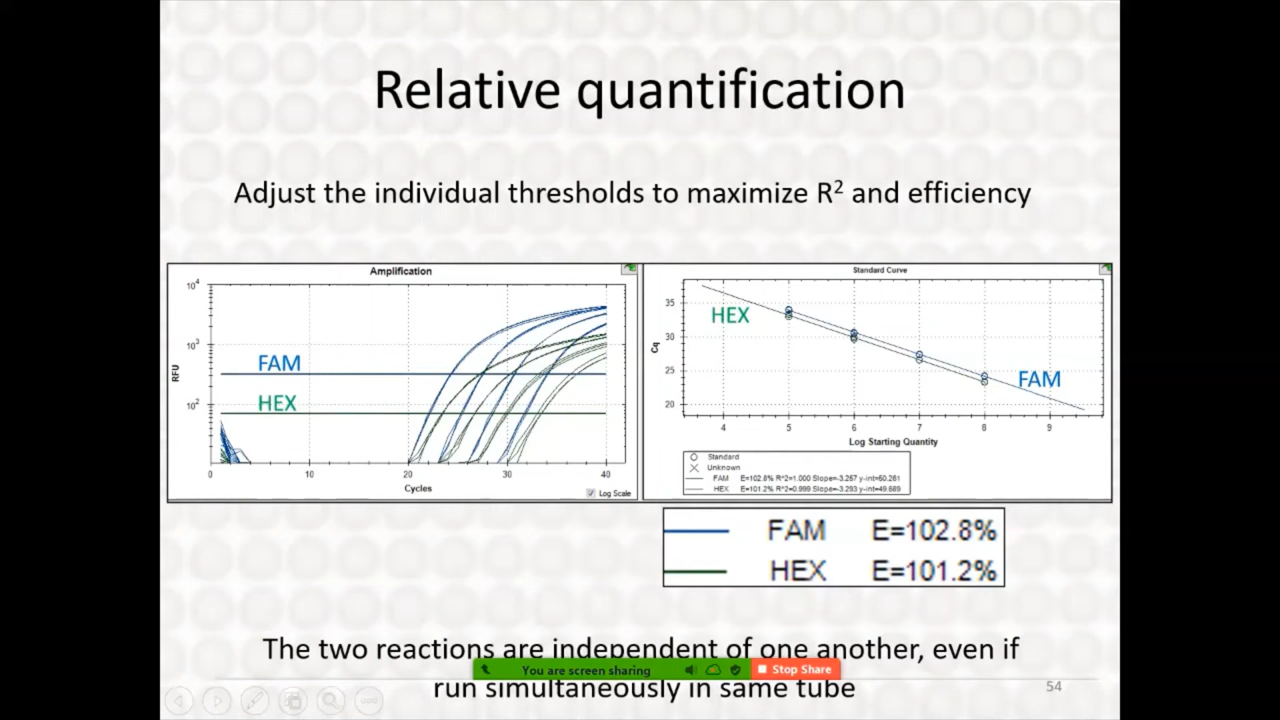 Relative quantification
Adjust the individual thresholds to maximize R² and efficiency
Amplification
10⁴
10³
10²
RFU
FAM
HEX
0 10 20 30 40
Cycles
Log Scale
Standard Curve
35
30
25
20
Cq
HEX
FAM
4 5 6 7 8 9
Log Starting Quantity
Standard
Unknown
FAM E=102.8% R^2=1.000 Slope=-3.257 y-int=50.261
HEX E=101.2% R^2=0.999 Slope=-3.293 y-int=49.689
FAM E=102.8%
HEX E=101.2%
The two reactions are independent of one another, even if
You are screen sharing Stop Share
run simultaneously in same tube
54